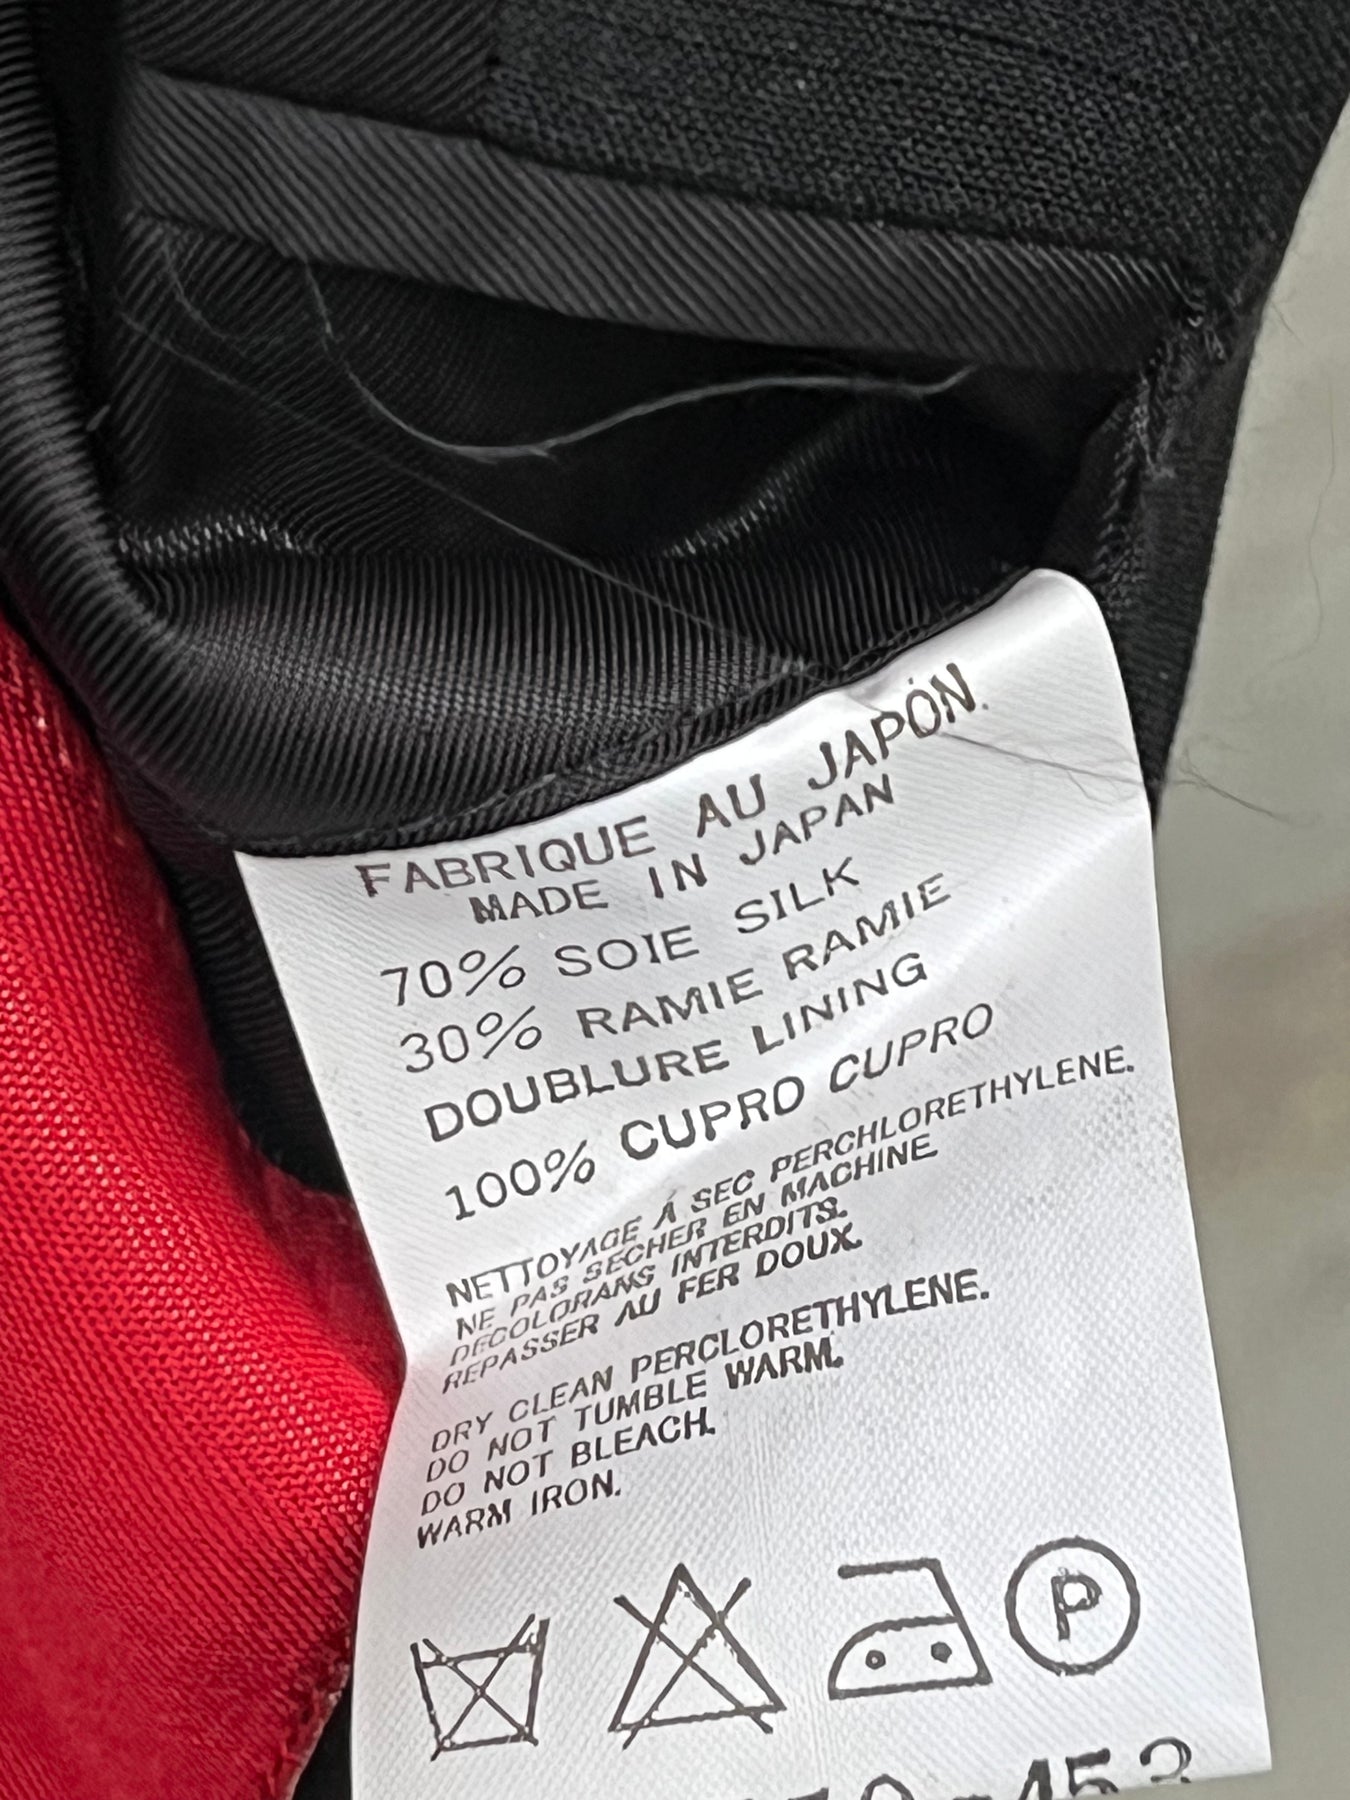 FABRIQUE AU JAPON.
MADE IN JAPAN
70% SOIE SILK
30% RAMIE RAMIE
DOUBLURE LINING
100% CUPRO CUPRO
NETTOYAGE Á SEC PERCHLORETHYLENE.
NE PAS SECHER EN MACHINE
DECOLORANS INTERDITS.
REPASSER AU FER DOUX.
DRY CLEAN PERCLORETHYLENE.
DO NOT TUMBLE WARM.
DO NOT BLEACH.
WARM IRON.
P